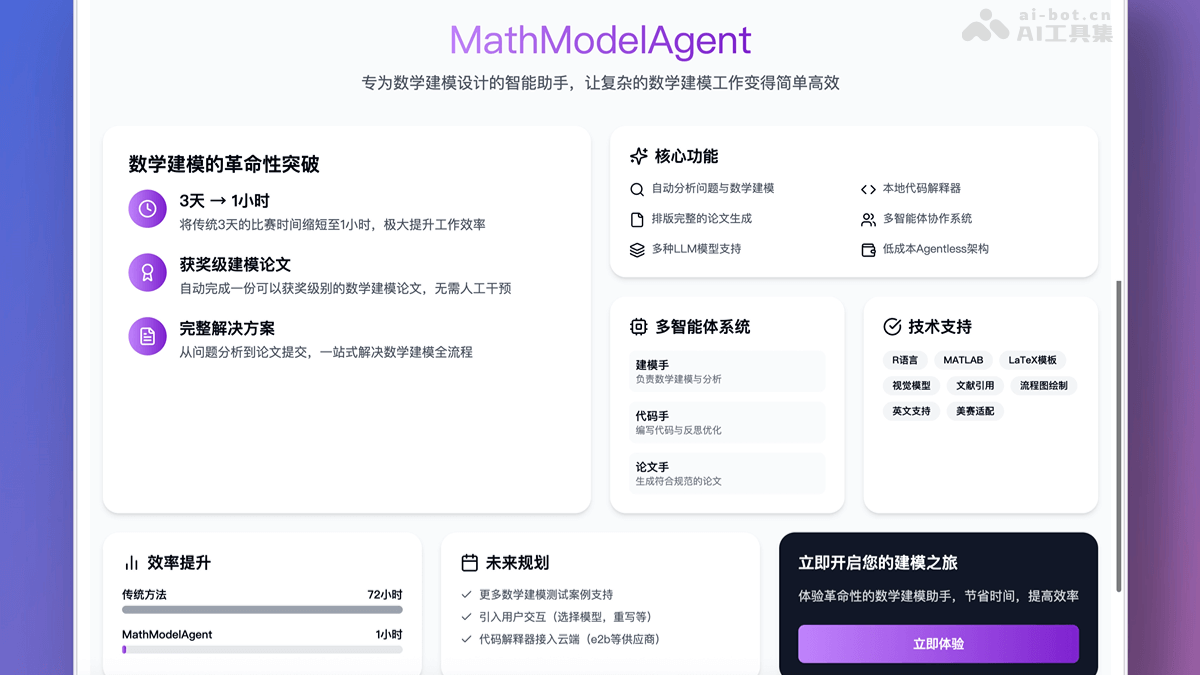 ai-bot.cn
AI工具集
MathModelAgent
专为数学建模设计的智能助手，让复杂的数学建模工作变得简单高效
数学建模的革命性突破
3天 → 1小时
将传统3天的比赛时间缩短至1小时，极大提升工作效率
获奖级建模论文
自动完成一份可以获奖级别的数学建模论文，无需人工干预
完整解决方案
从问题分析到论文提交，一站式解决数学建模全流程
核心功能
自动分析问题与数学建模
本地代码解释器
排版完整的论文生成
多智能体协作系统
多种LLM模型支持
低成本Agentless架构
多智能体系统
建模手
负责数学建模与分析
代码手
编写代码与反思优化
论文手
生成符合规范的论文
技术支持
R语言 MATLAB LaTeX模板
视觉模型 文献引用 流程图绘制
英文支持 美赛适配
效率提升
传统方法 72小时
MathModelAgent 1小时
未来规划
更多数学建模测试案例支持
引入用户交互（选择模型，重写等）
代码解释器接入云端（e2b等供应商）
立即开启您的建模之旅
体验革命性的数学建模助手，节省时间，提高效率
立即体验